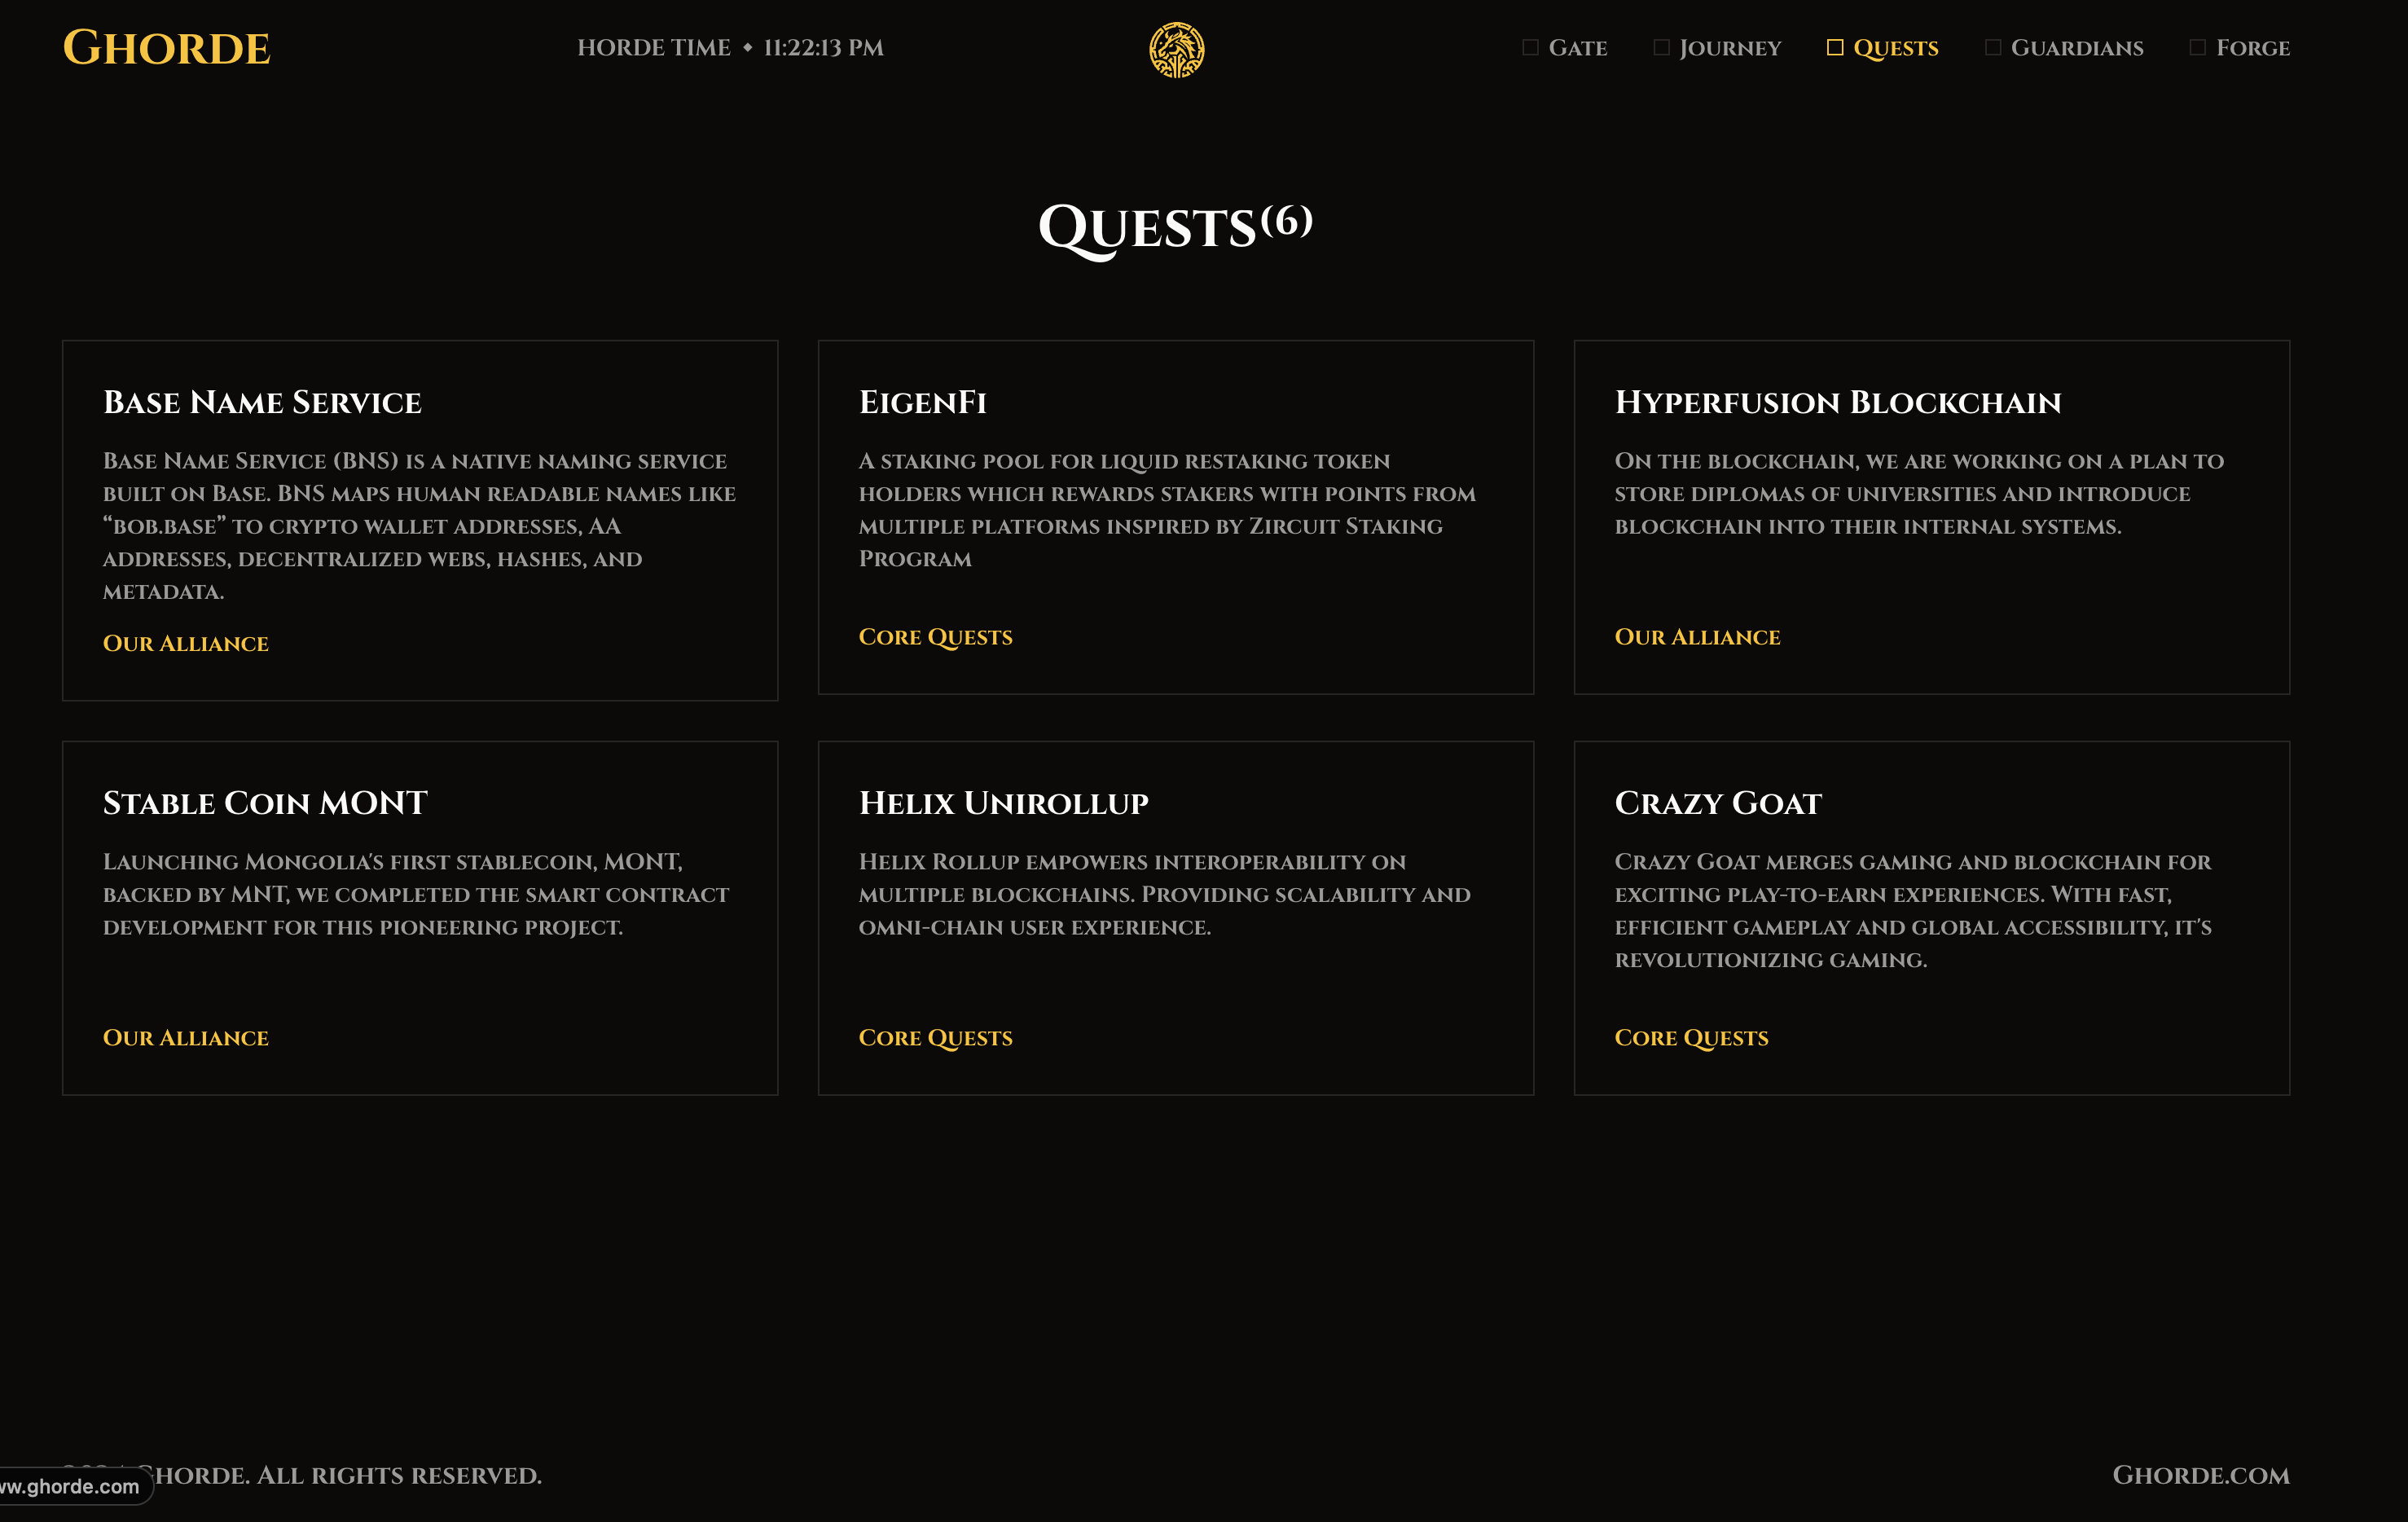 Ghorde
HORDE TIME ◆ 11:22:13 PM
Gate
Journey
Quests
Guardians
Forge
Quests(6)
Base Name Service
Base Name Service (BNS) is a native naming service
built on Base. BNS maps human readable names like
“bob.base” to crypto wallet addresses, AA
addresses, decentralized webs, hashes, and
metadata.
Our Alliance
EigenFi
A staking pool for liquid restaking token
holders which rewards stakers with points from
multiple platforms inspired by Zircuit Staking
Program
Core Quests
Hyperfusion Blockchain
On the blockchain, we are working on a plan to
store diplomas of universities and introduce
blockchain into their internal systems.
Our Alliance
Stable Coin MONT
Launching Mongolia's first stablecoin, MONT,
backed by MNT, we completed the smart contract
development for this pioneering project.
Our Alliance
Helix Unirollup
Helix Rollup empowers interoperability on
multiple blockchains. Providing scalability and
omni-chain user experience.
Core Quests
Crazy Goat
Crazy Goat merges gaming and blockchain for
exciting play-to-earn experiences. With fast,
efficient gameplay and global accessibility, it's
revolutionizing gaming.
Core Quests
Ghorde. All rights reserved.
ww.ghorde.com
Ghorde.com